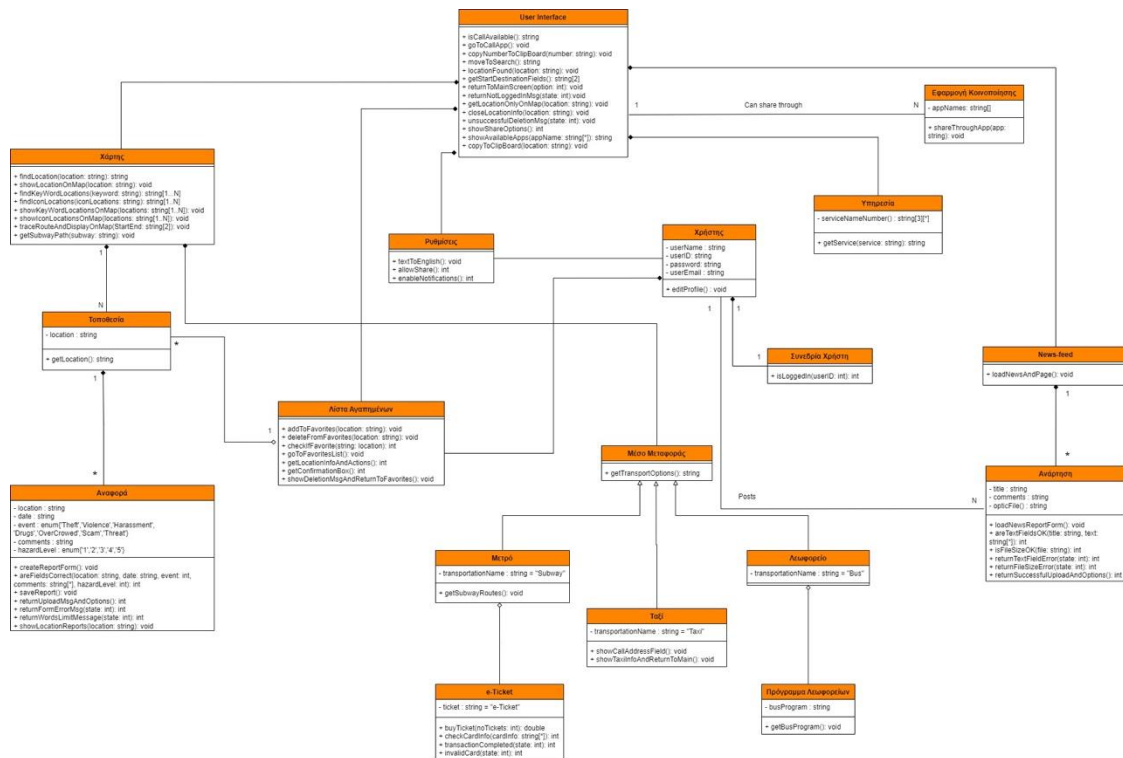 User Interface
+ isCallAvailable(): string
+ goToCallApp(): void
+ copyNumberToClipBoard(number: string): void
+ moveToSearch(): string
+ locationFound(location: string): void
+ getStartDestinationFields(): string[2]
+ returnToMainScreen(option: int): void
+ returnNotLoggedInMsg(state: int):void
+ getLocationOnlyOnMap(location: string): void
+ closeLocationInfo(location: string): void
+ unsuccessfulDeletionMsg(state: int): void
+ showShareOptions(): int
+ showAvailableApps(appName: string[*]): string
+ copyToClipBoard(location: string): void
1
Can share through
N
Εφαρμογή Κοινοποίησης
- appNames: string[]
+ shareThroughApp(app:
string): void
Χάρτης
+ findLocation(location: string): string
+ showLocationOnMap(location: string): void
+ findKeyWordLocations(keyword: string): string[1...N]
+ findIconLocations(iconLocations: string): string[1..N]
+ showKeyWordLocationsOnMap(locations: string[1..N]): void
+ showIconLocationsOnMap(locations: string[1..N]): void
+ traceRouteAndDisplayOnMap(StartEnd: string[2]): void
+ getSubwayPath(subway: string): void
1
N
Υπηρεσία
- serviceNameNumber() : string[3][*]
+ getService(service: string): string
Ρυθμίσεις
+ textToEnglish(): void
+ allowShare(): int
+ enableNotifications(): int
Χρήστης
- userName : string
- userID: string
- password: string
- userEmail : string
+ editProfile() : void
1
1
1
Τοποθεσία
- location : string
+ getLocation(): string
*
1
Συνεδρία Χρήστη
+ isLoggedIn(userID: int): int
News-feed
+ loadNewsAndPage(): void
1
*
Λίστα Αγαπημένων
+ addToFavorites(location: string): void
+ deleteFromFavorites(location: string): void
+ checkIfFavorite(string: location): int
+ goToFavoritesList(): void
+ getLocationInfoAndActions(): int
+ getConfirmationBox(): int
+ showDeletionMsgAndReturnToFavorites(): void
1
*
Μέσο Μεταφοράς
+ getTransportOptions(): string
Posts
N
Ανάρτηση
- title : string
- comments : string
- opticFile() : string
+ loadNewsReportForm(): void
+ areTextFieldsOK(title: string, text:
string[*]): int
+ isFileSizeOK(file: string): int
+ returnTextFieldError(state: int): int
+ returnFileSizeError(state: int): int
+ returnSuccessfulUploadAndOptions(): int
Αναφορά
- location : string
- date : string
- event : enum{'Theft','Violence','Harassment',
'Drugs','OverCrowed','Scam','Threat'}
- comments : string
- hazardLevel : enum{'1','2','3','4','5'}
+ createReportForm(): void
+ areFieldsCorrect(location: string, date: string, event: int,
comments: string[*], hazardLevel: int): int
+ saveReport(): void
+ returnUploadMsgAndOptions(): int
+ returnFormErrorMsg(state: int): int
+ returnWordsLimitMessage(state: int): int
+ showLocationReports(location: string): void
Μετρό
- transportationName : string = "Subway"
+ getSubwayRoutes(): void
Λεωφορείο
- transportationName : string = "Bus"
Ταξί
- transportationName : string = "Taxi"
+ showCallAddressField(): void
+ showTaxiInfoAndReturnToMain(): void
e-Ticket
- ticket : string = "e-Ticket"
+ buyTicket(noTickets: int): double
+ checkCardInfo(cardInfo: string[*]): int
+ transactionCompleted(state: int): int
+ invalidCard(state: int): int
Πρόγραμμα Λεωφορείων
- busProgram : string
+ getBusProgram(): void